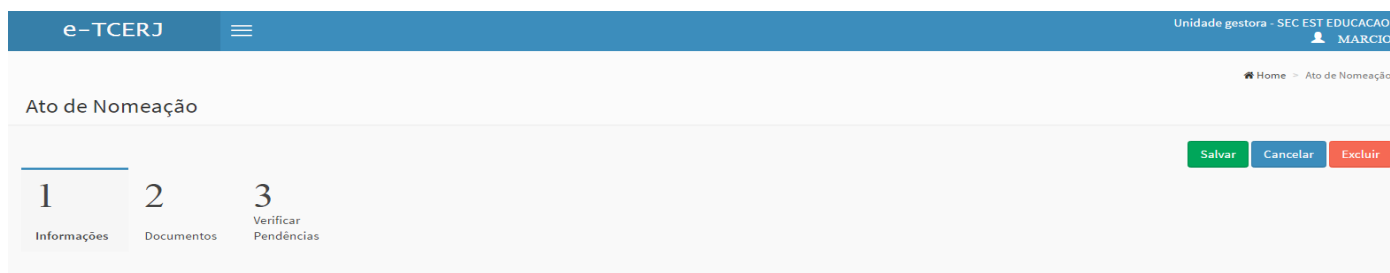 e-TCERJ
Unidade gestora - SEC EST EDUCACAO
MARCIO
Home > Ato de Nomeação
Ato de Nomeação
Salvar Cancelar Excluir
1 2 3
Verificar
Informações Documentos Pendências